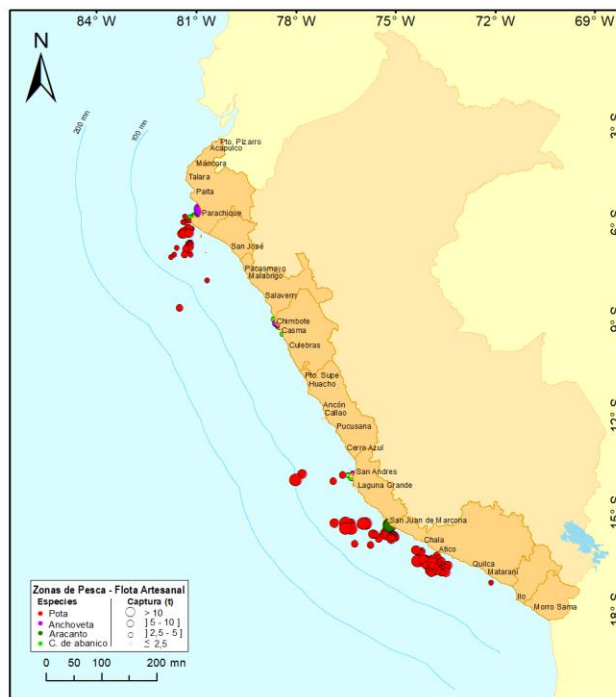 84° W 81° W 78° W 75° W 72° W 69° W
N
3° S
6° S
9° S
12° S
15° S
18° S
200 mn
100 mn
Pto. Pizarro
Acapulco
Máncora
Talara
Paita
Parachique
San José
Pacasmayo
Malabrigo
Salaverry
Chimbote
Casma
Culebras
Pto. Supe
Huacho
Ancón
Callao
Pucusana
Cerro Azul
San Andres
Laguna Grande
San Juan de Marcona
Chala
Atico
Quilca
Matarani
Ilo
Morro Sama
Zonas de Pesca - Flota Artesanal
Especies Captura (t)
Pota > 10
Anchoveta ] 5 - 10 ]
Aracanto ] 2,5 - 5 ]
C. de abanico ≤ 2,5
0 50 100 200 mn